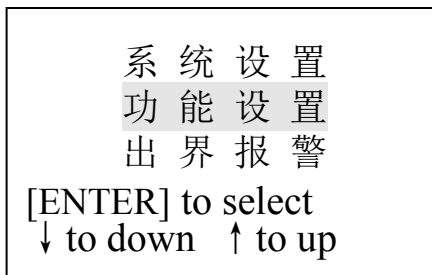 系 统 设 置
功 能 设 置
出 界 报 警
[ENTER] to select
↓ to down ↑ to up